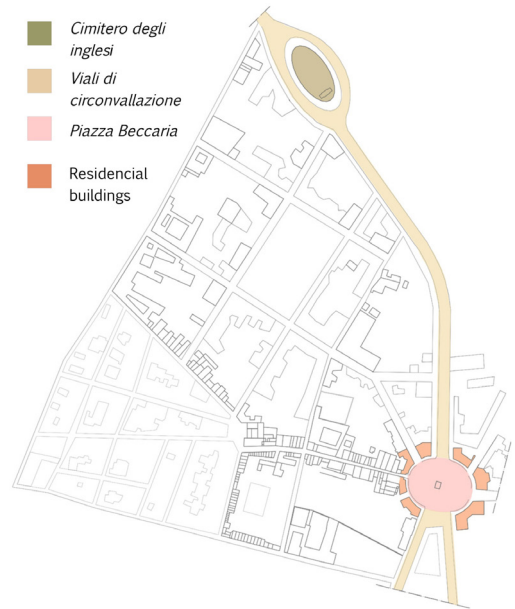 Cimitero degli
inglesi
Viali di
circonvallazione
Piazza Beccaria
Residencial
buildings